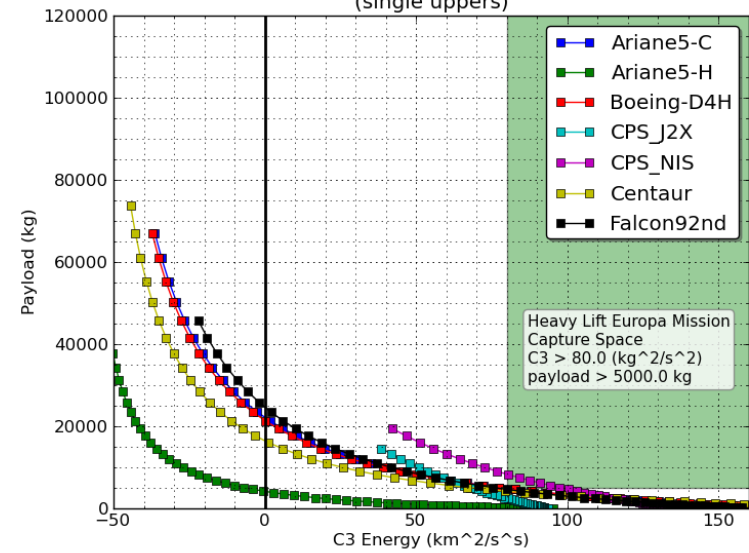 (single uppers)
120000
100000
80000
60000
40000
20000
0
Payload (kg)
−50
0
50
100
150
C3 Energy (km^2/s^s)
Ariane5-C
Ariane5-H
Boeing-D4H
CPS_J2X
CPS_NIS
Centaur
Falcon92nd
Heavy Lift Europa Mission
Capture Space
C3 > 80.0 (kg^2/s^2)
payload > 5000.0 kg